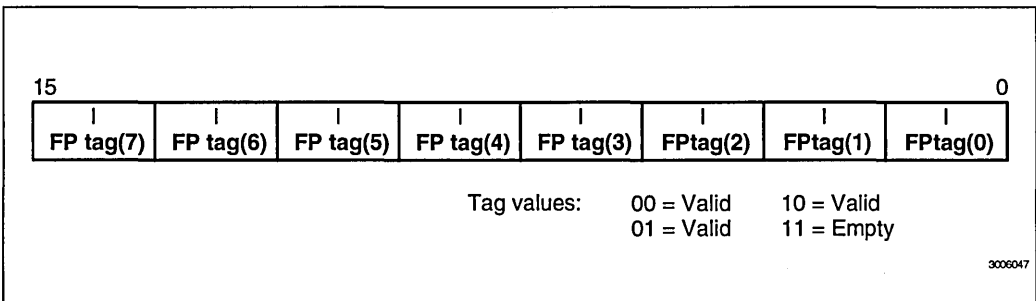 15 0
FP tag(7) FP tag(6) FP tag(5) FP tag(4) FP tag(3) FPtag(2) FPtag(1) FPtag(0)
Tag values: 00 = Valid 10 = Valid
01 = Valid 11 = Empty
3006047